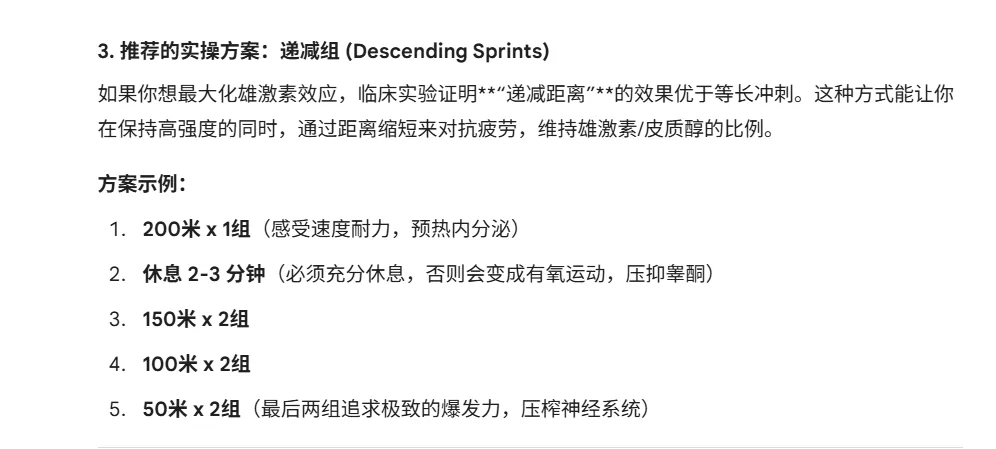 3. 推荐的实操方案：递减组 (Descending Sprints)
如果你想最大化雄激素效应，临床实验证明**“递减距离”**的效果优于等长冲刺。这种方式能让你
在保持高强度的同时，通过距离缩短来对抗疲劳，维持雄激素/皮质醇的比例。
方案示例：
1. 200米 x 1组（感受速度耐力，预热内分泌）
2. 休息 2-3 分钟（必须充分休息，否则会变成有氧运动，压抑睾酮）
3. 150米 x 2组
4. 100米 x 2组
5. 50米 x 2组（最后两组追求极致的爆发力，压榨神经系统）